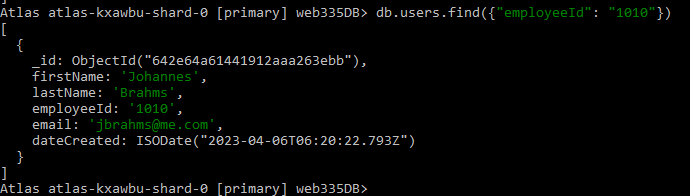 Atlas atlas-kxawbu-shard-0 [primary] web335DB> db.users.find({"employeeId": "1010"})
[
  {
    _id: ObjectId("642e64a61441912aaa263ebb"),
    firstName: 'Johannes',
    lastName: 'Brahms',
    employeeId: '1010',
    email: 'jbrahms@me.com',
    dateCreated: ISODate("2023-04-06T06:20:22.793Z")
  }
]
Atlas atlas-kxawbu-shard-0 [primary] web335DB>